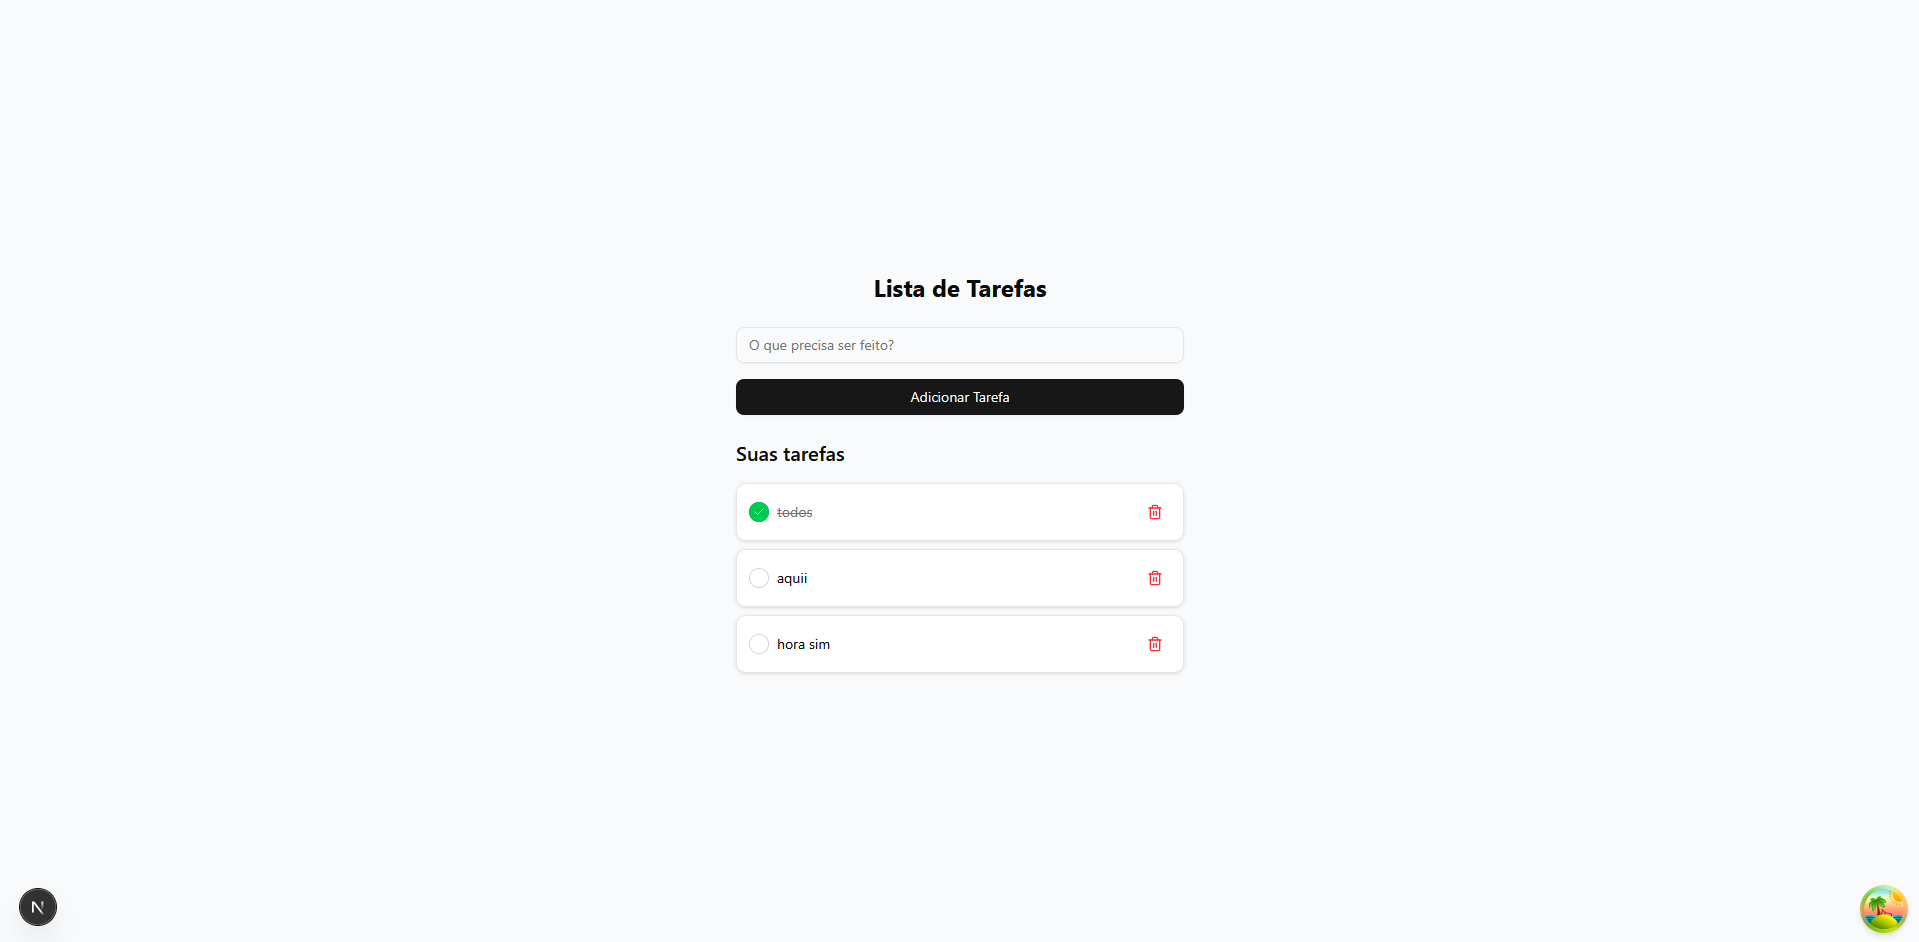 Lista de Tarefas
O que precisa ser feito?
Adicionar Tarefa
Suas tarefas
todos
aquii
hora sim
N